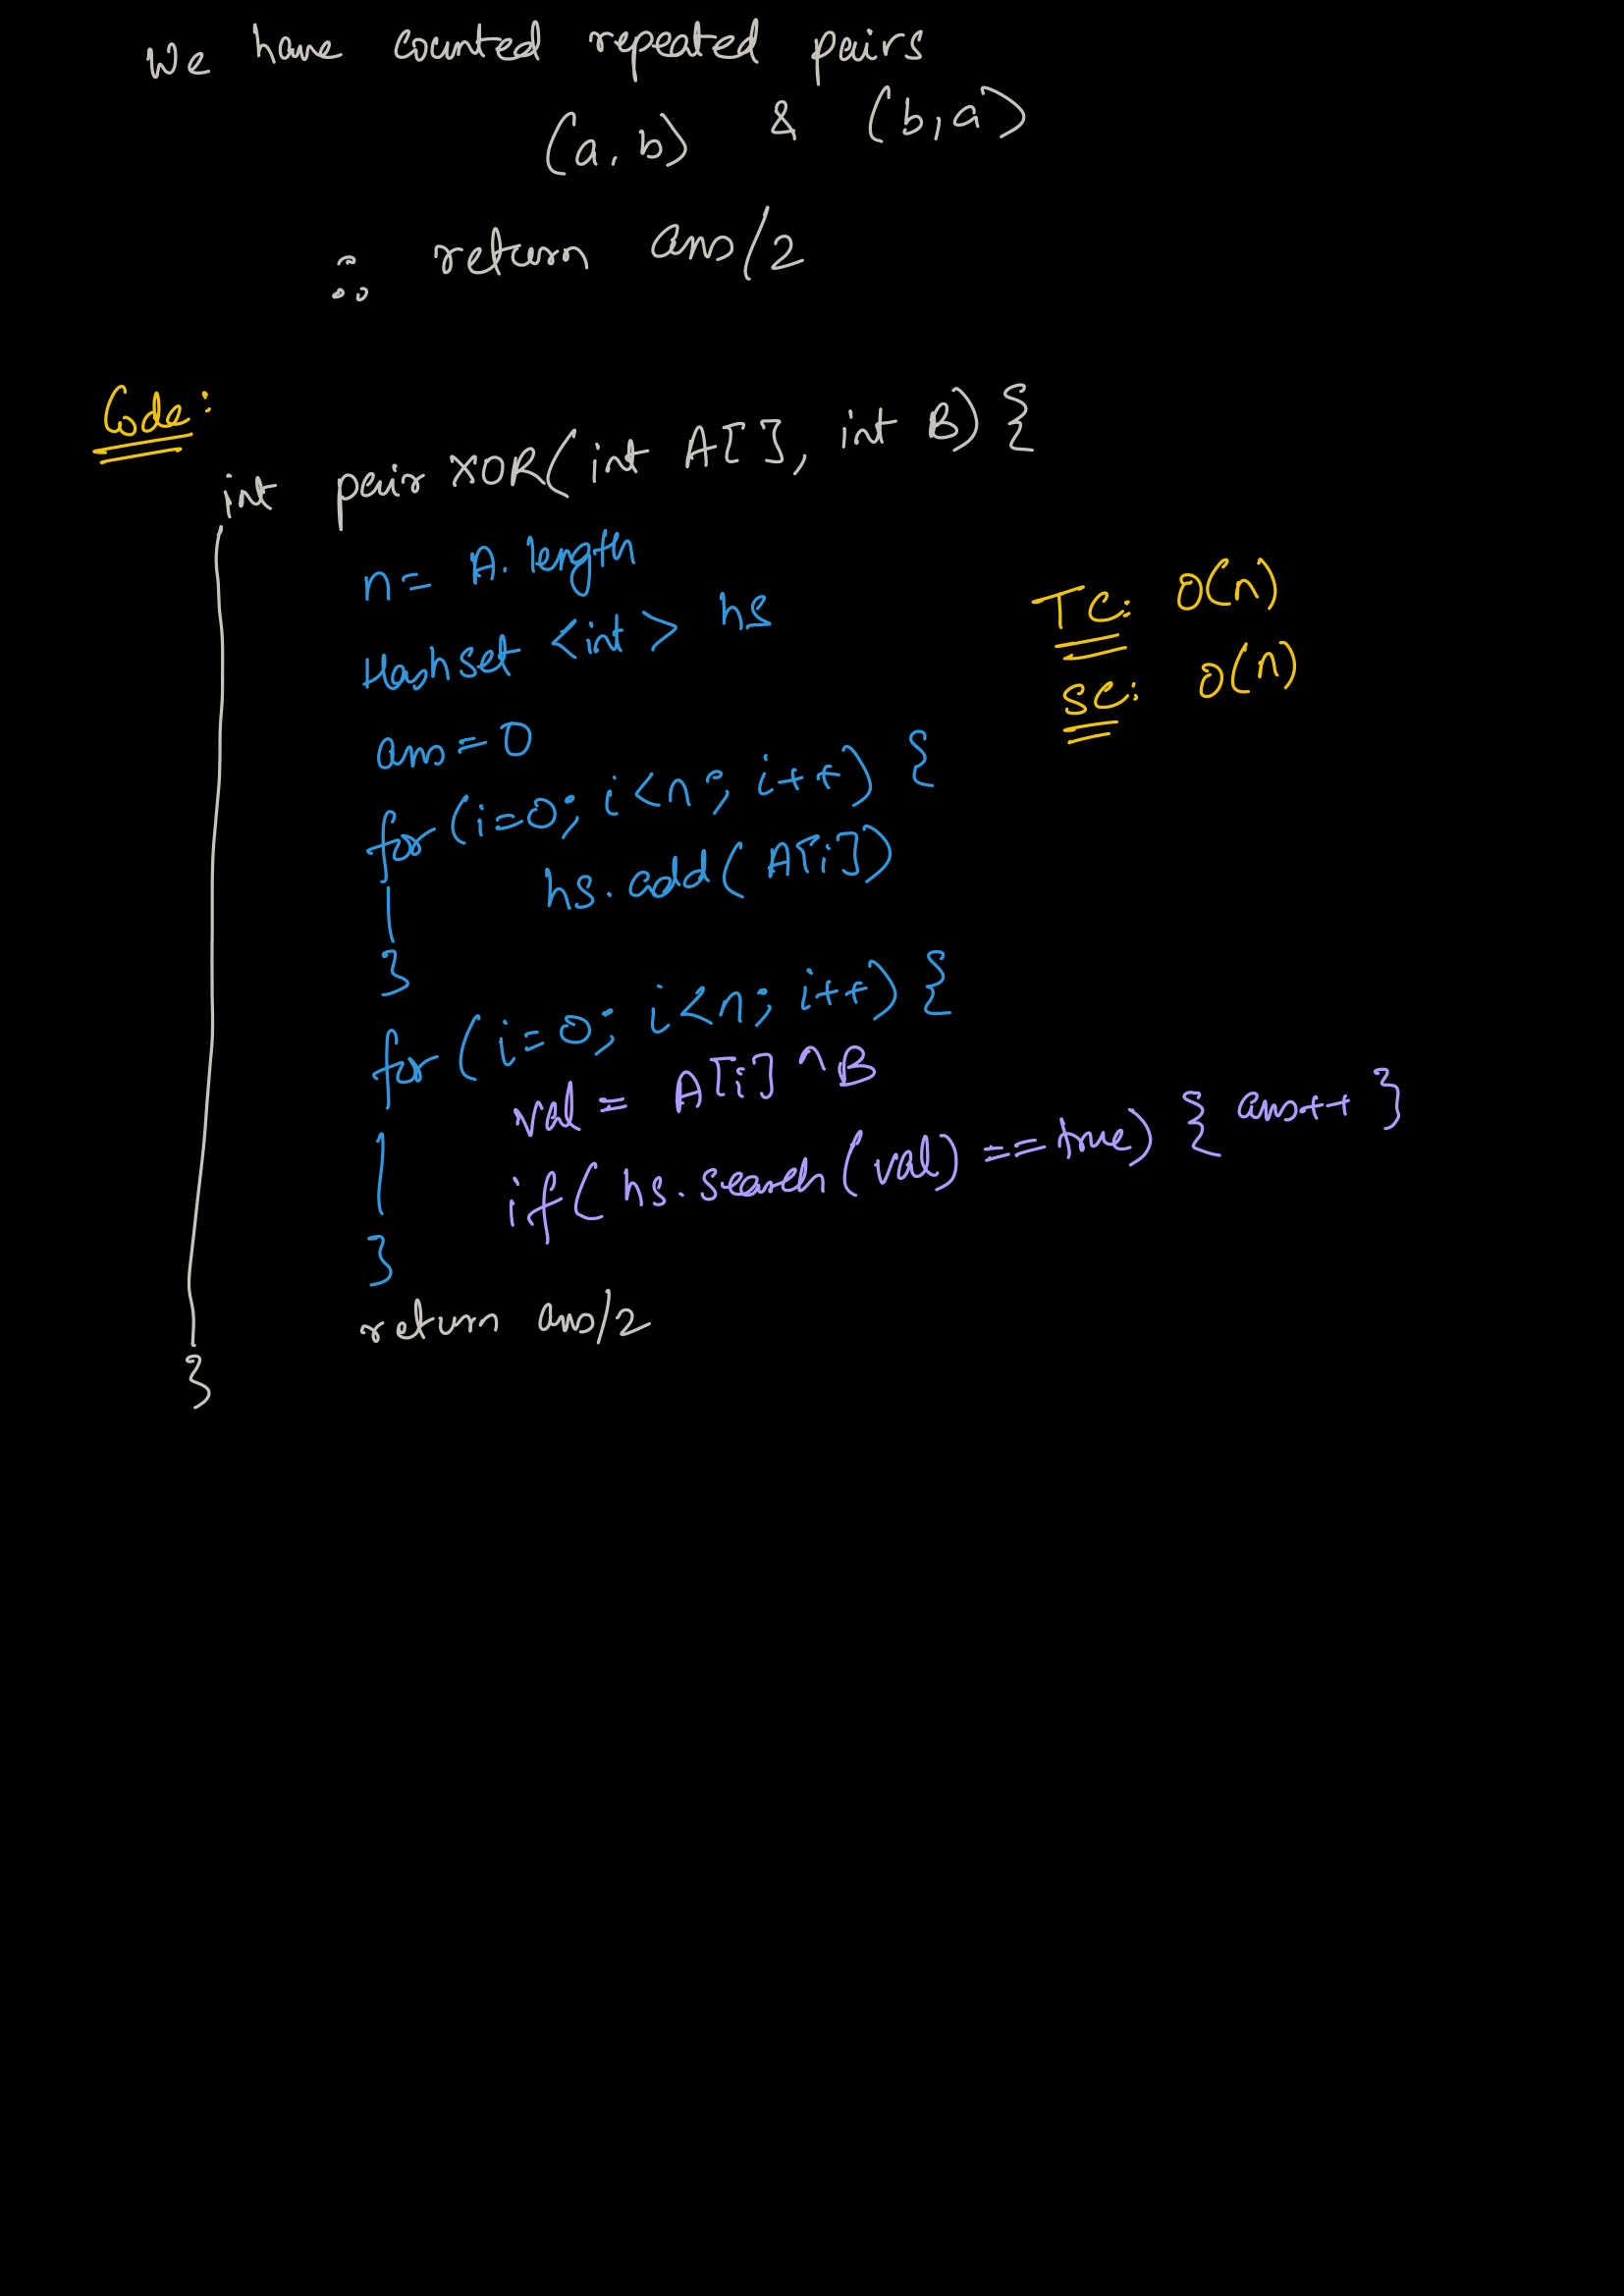 We have counted repeated pairs
(a, b) & (b, a)
∴ return ans/2
Code:
int pair XOR(int A[], int B) {
n = A. length
Hashset <int> hs
TC: O(n)
SC: O(n)
ans = 0
for (i=0; i<n; i++) {
hs. add( A[i])
}
for (i=0; i<n; i++) {
val = A[i] ^ B
if ( hs. search (val) == true) { ans++ }
}
return ans/2
}